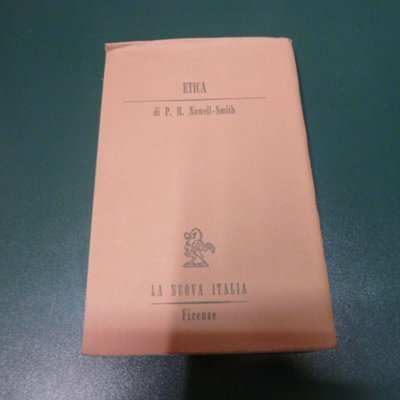 ETICA
di P. H. Nowell-Smith
LA NUOVA ITALIA
Firenze